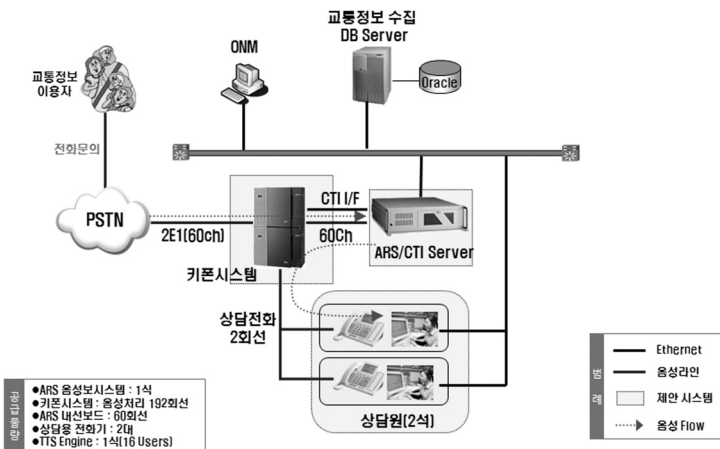 교통정보 수집
DB Server
ONM
Oracle
교통정보
이용자
전화문의
PSTN
2E1(60ch)
CTI I/F
60Ch
키폰시스템
ARS/CTI Server
상담전화
2회선
상담원(2석)
●ARS 음성보시스템 : 1식
●키폰시스템 : 음성처리 192회선
●ARS 내선보드 : 60회선
●상담용 전화기 : 2대
●TTS Engine : 1식(16 Users)
범례
Ethernet
음성라인
제안 시스템
음성 Flow